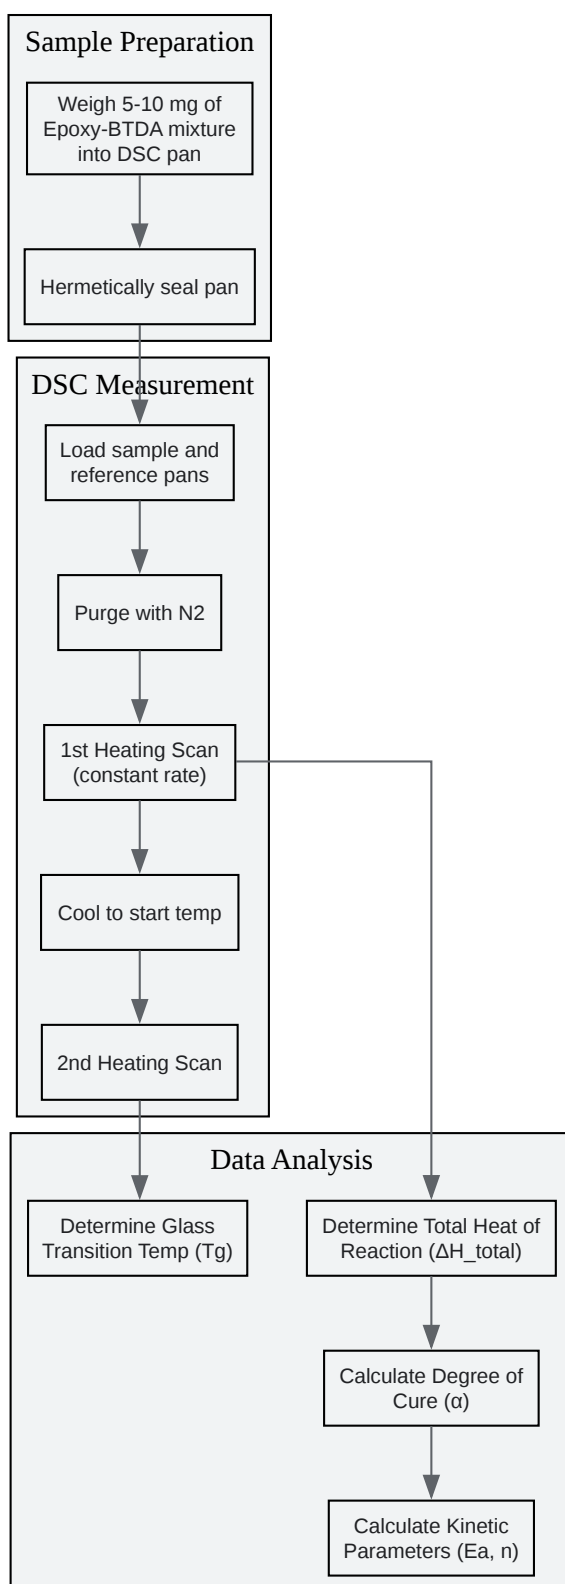 Sample Preparation
Weigh 5-10 mg of
Epoxy-BTDA mixture
into DSC pan
Hermetically seal pan
DSC Measurement
Load sample and
reference pans
Purge with N2
1st Heating Scan
(constant rate)
Cool to start temp
2nd Heating Scan
Data Analysis
Determine Glass
Transition Temp (Tg)
Determine Total Heat of
Reaction (ΔH_total)
Calculate Degree of
Cure (α)
Calculate Kinetic
Parameters (Ea, n)